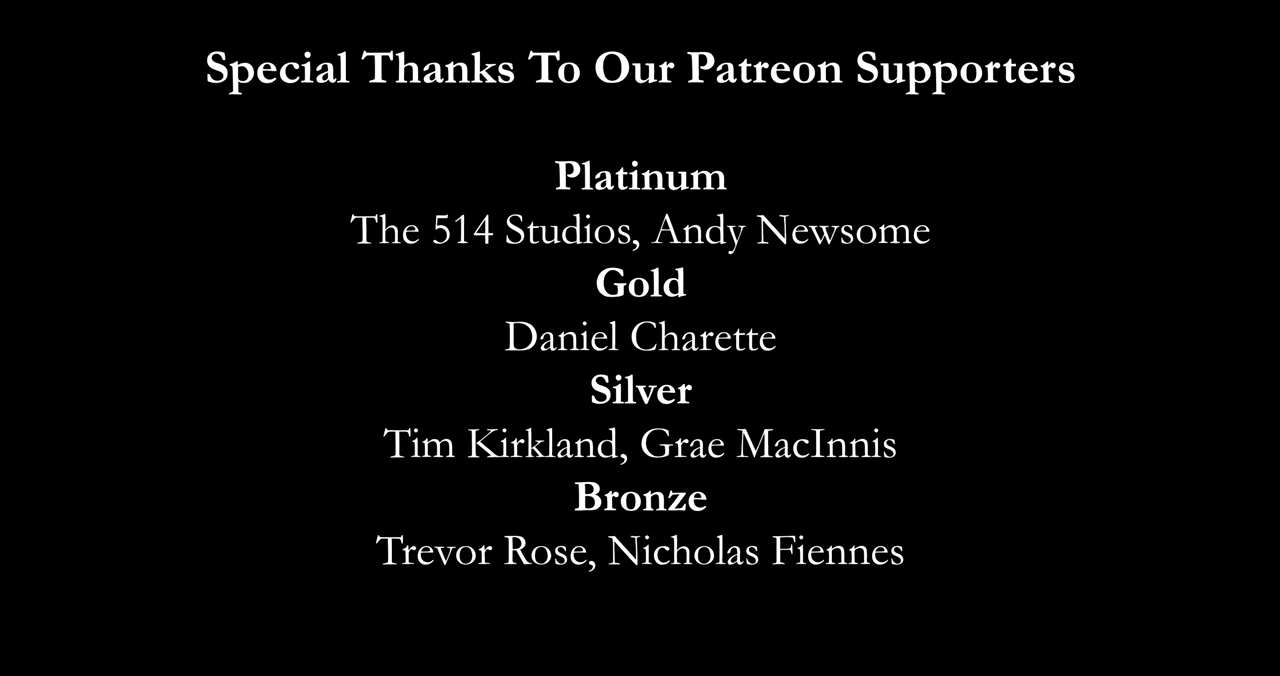 Special Thanks To Our Patreon Supporters
Platinum
The 514 Studios, Andy Newsome
Gold
Daniel Charette
Silver
Tim Kirkland, Grae MacInnis
Bronze
Trevor Rose, Nicholas Fiennes